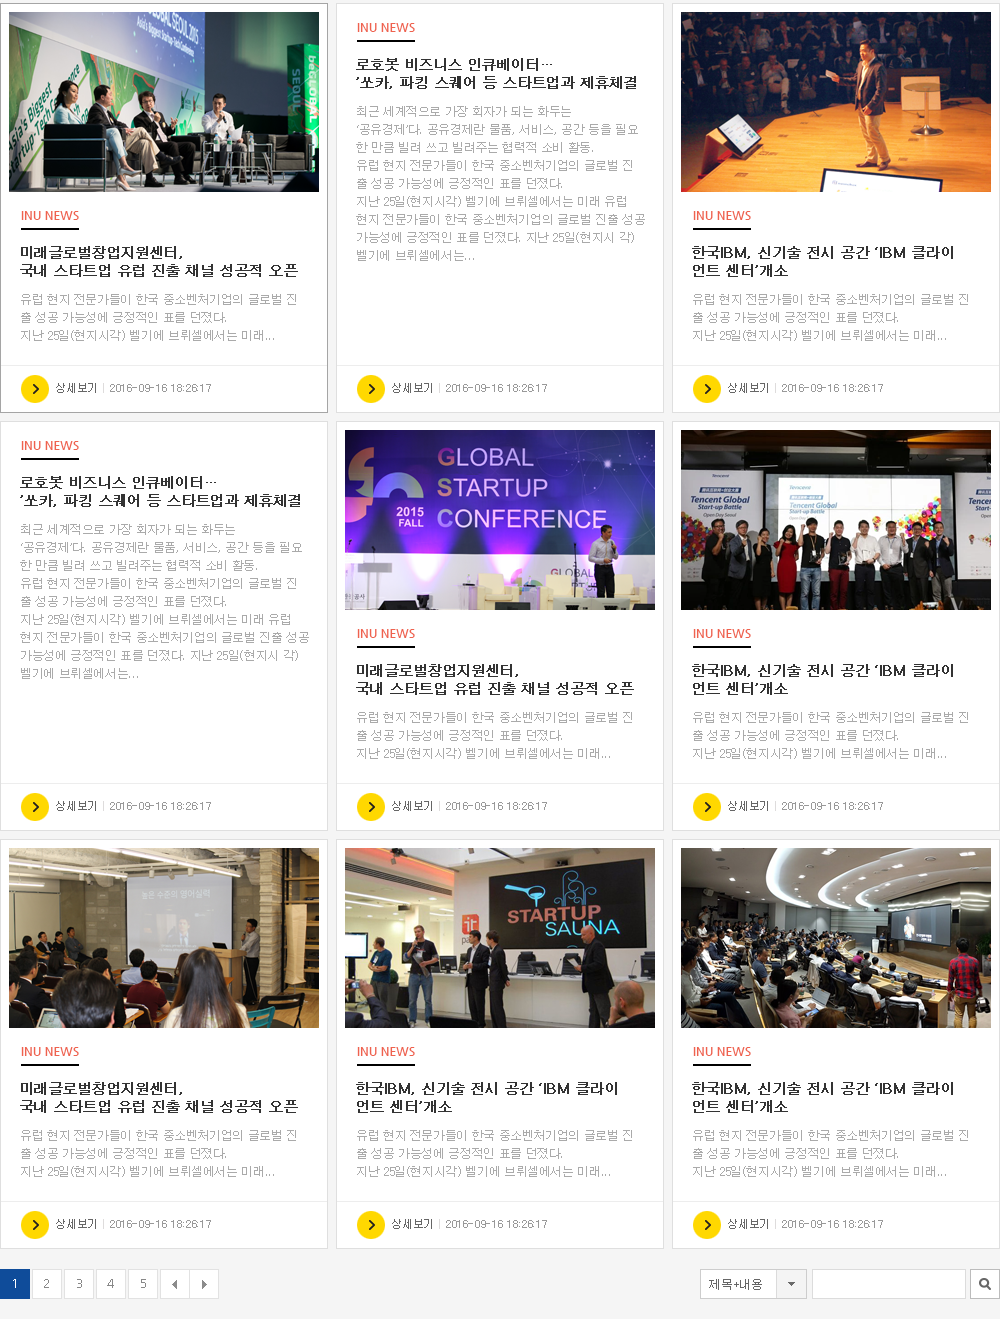 GLOBAL SEOUL 2015
Asia's Biggest Startup·Tech Conference
beGLOBAL SEOUL
INU NEWS
미래글로벌창업지원센터,
국내 스타트업 유럽 진출 채널 성공적 오픈
유럽 현지 전문가들이 한국 중소벤처기업의 글로벌 진
출 성공 가능성에 긍정적인 표를 던졌다.
지난 25일(현지시각) 벨기에 브뤼셀에서는 미래...
상세보기 | 2016-09-16 18:26:17
INU NEWS
로호봇 비즈니스 인큐베이터…
‘쏘카, 파킹 스퀘어 등 스타트업과 제휴체결
최근 세계적으로 가장 회자가 되는 화두는
‘공유경제’다. 공유경제란 물품, 서비스, 공간 등을 필요
한 만큼 빌려 쓰고 빌려주는 협력적 소비 활동.
유럽 현지 전문가들이 한국 중소벤처기업의 글로벌 진
출 성공 가능성에 긍정적인 표를 던졌다.
지난 25일(현지시각) 벨기에 브뤼셀에서는 미래 유럽
현지 전문가들이 한국 중소벤처기업의 글로벌 진출 성공
가능성에 긍정적인 표를 던졌다. 지난 25일(현지시 각)
벨기에 브뤼셀에서는...
상세보기 | 2016-09-16 18:26:17
INU NEWS
한국IBM, 신기술 전시 공간 ‘IBM 클라이
언트 센터’개소
유럽 현지 전문가들이 한국 중소벤처기업의 글로벌 진
출 성공 가능성에 긍정적인 표를 던졌다.
지난 25일(현지시각) 벨기에 브뤼셀에서는 미래...
상세보기 | 2016-09-16 18:26:17
INU NEWS
로호봇 비즈니스 인큐베이터…
‘쏘카, 파킹 스퀘어 등 스타트업과 제휴체결
최근 세계적으로 가장 회자가 되는 화두는
‘공유경제’다. 공유경제란 물품, 서비스, 공간 등을 필요
한 만큼 빌려 쓰고 빌려주는 협력적 소비 활동.
유럽 현지 전문가들이 한국 중소벤처기업의 글로벌 진
출 성공 가능성에 긍정적인 표를 던졌다.
지난 25일(현지시각) 벨기에 브뤼셀에서는 미래 유럽
현지 전문가들이 한국 중소벤처기업의 글로벌 진출 성공
가능성에 긍정적인 표를 던졌다. 지난 25일(현지시 각)
벨기에 브뤼셀에서는...
상세보기 | 2016-09-16 18:26:17
GLOBAL
STARTUP
CONFERENCE
2015
FALL
GLOBAL
INU NEWS
미래글로벌창업지원센터,
국내 스타트업 유럽 진출 채널 성공적 오픈
유럽 현지 전문가들이 한국 중소벤처기업의 글로벌 진
출 성공 가능성에 긍정적인 표를 던졌다.
지난 25일(현지시각) 벨기에 브뤼셀에서는 미래...
상세보기 | 2016-09-16 18:26:17
Tencent Global
Start-up Battle
Open Day Seoul
Tencent Global
Start-up Battle
INU NEWS
한국IBM, 신기술 전시 공간 ‘IBM 클라이
언트 센터’개소
유럽 현지 전문가들이 한국 중소벤처기업의 글로벌 진
출 성공 가능성에 긍정적인 표를 던졌다.
지난 25일(현지시각) 벨기에 브뤼셀에서는 미래...
상세보기 | 2016-09-16 18:26:17
높은 수준의 영어실력
INU NEWS
미래글로벌창업지원센터,
국내 스타트업 유럽 진출 채널 성공적 오픈
유럽 현지 전문가들이 한국 중소벤처기업의 글로벌 진
출 성공 가능성에 긍정적인 표를 던졌다.
지난 25일(현지시각) 벨기에 브뤼셀에서는 미래...
상세보기 | 2016-09-16 18:26:17
STARTUP
SAUNA
INU NEWS
한국IBM, 신기술 전시 공간 ‘IBM 클라이
언트 센터’개소
유럽 현지 전문가들이 한국 중소벤처기업의 글로벌 진
출 성공 가능성에 긍정적인 표를 던졌다.
지난 25일(현지시각) 벨기에 브뤼셀에서는 미래...
상세보기 | 2016-09-16 18:26:17
INU NEWS
한국IBM, 신기술 전시 공간 ‘IBM 클라이
언트 센터’개소
유럽 현지 전문가들이 한국 중소벤처기업의 글로벌 진
출 성공 가능성에 긍정적인 표를 던졌다.
지난 25일(현지시각) 벨기에 브뤼셀에서는 미래...
상세보기 | 2016-09-16 18:26:17
1 2 3 4 5
제목+내용